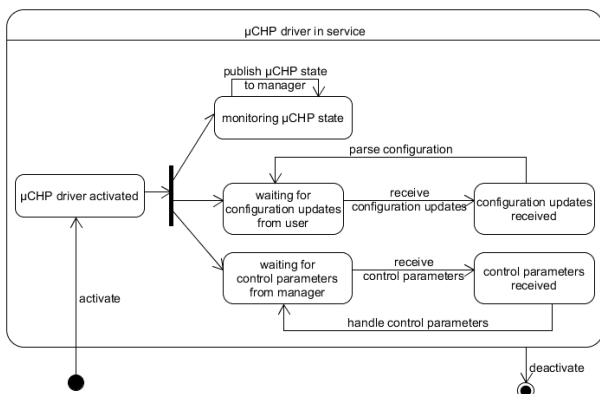 µCHP driver in service
publish µCHP state
to manager
monitoring µCHP state
parse configuration
µCHP driver activated
waiting for
configuration updates
from user
receive
configuration updates
configuration updates
received
waiting for
control parameters
from manager
receive
control parameters
control parameters
received
activate
handle control parameters
deactivate